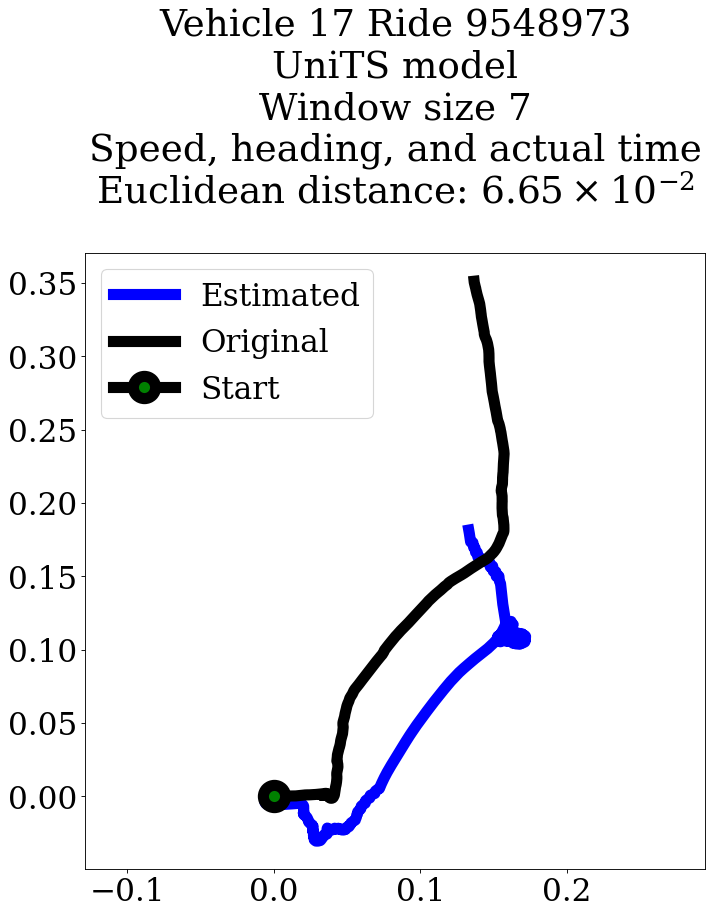 Vehicle 17 Ride 9548973
UniTS model
Window size 7
Speed, heading, and actual time
Euclidean distance: 6.65 × 10⁻²
Estimated
Original
Start
0.35
0.30
0.25
0.20
0.15
0.10
0.05
0.00
−0.1 0.0 0.1 0.2